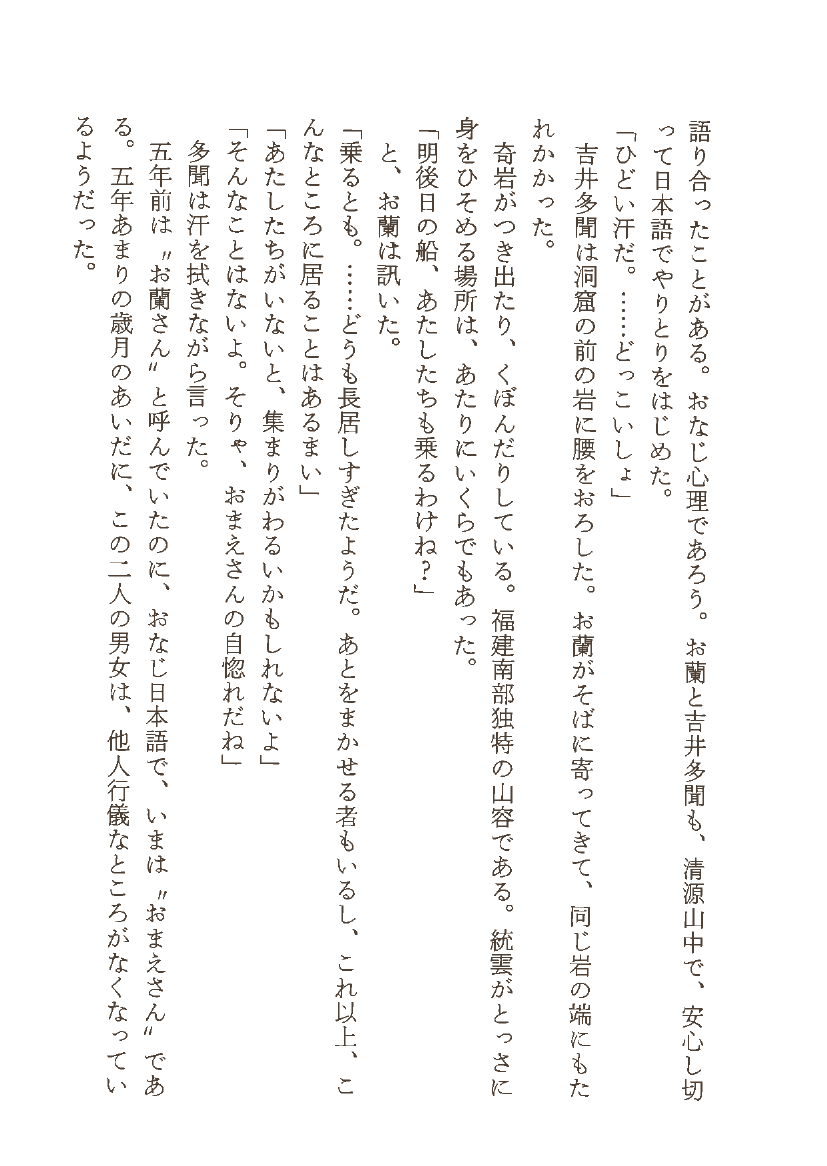 語り合ったことがある。おなじ心理であろう。お蘭と吉井多聞も、清源山中で、安心し切
って日本語でやりとりをはじめた。
「ひどい汗だ。……どっこいしょ」
　吉井多聞は洞窟の前の岩に腰をおろした。お蘭がそばに寄ってきて、同じ岩の端にもた
れかかった。
　奇岩がつき出たり、くぼんだりしている。福建南部独特の山容である。統雲がとっさに
身をひそめる場所は、あたりにいくらでもあった。
「明後日の船、あたしたちも乗るわけね？」
　と、お蘭は訊いた。
「乗るとも。……どうも長居しすぎたようだ。あとをまかせる者もいるし、これ以上、こ
んなところに居ることはあるまい」
「あたしたちがいないと、集まりがわるいかもしれないよ」
「そんなことはないよ。そりゃ、おまえさんの自惚れだね」
　多聞は汗を拭きながら言った。
　五年前は〝お蘭さん〟と呼んでいたのに、おなじ日本語で、いまは〝おまえさん〟であ
る。五年あまりの歳月のあいだに、この二人の男女は、他人行儀なところがなくなってい
るようだった。